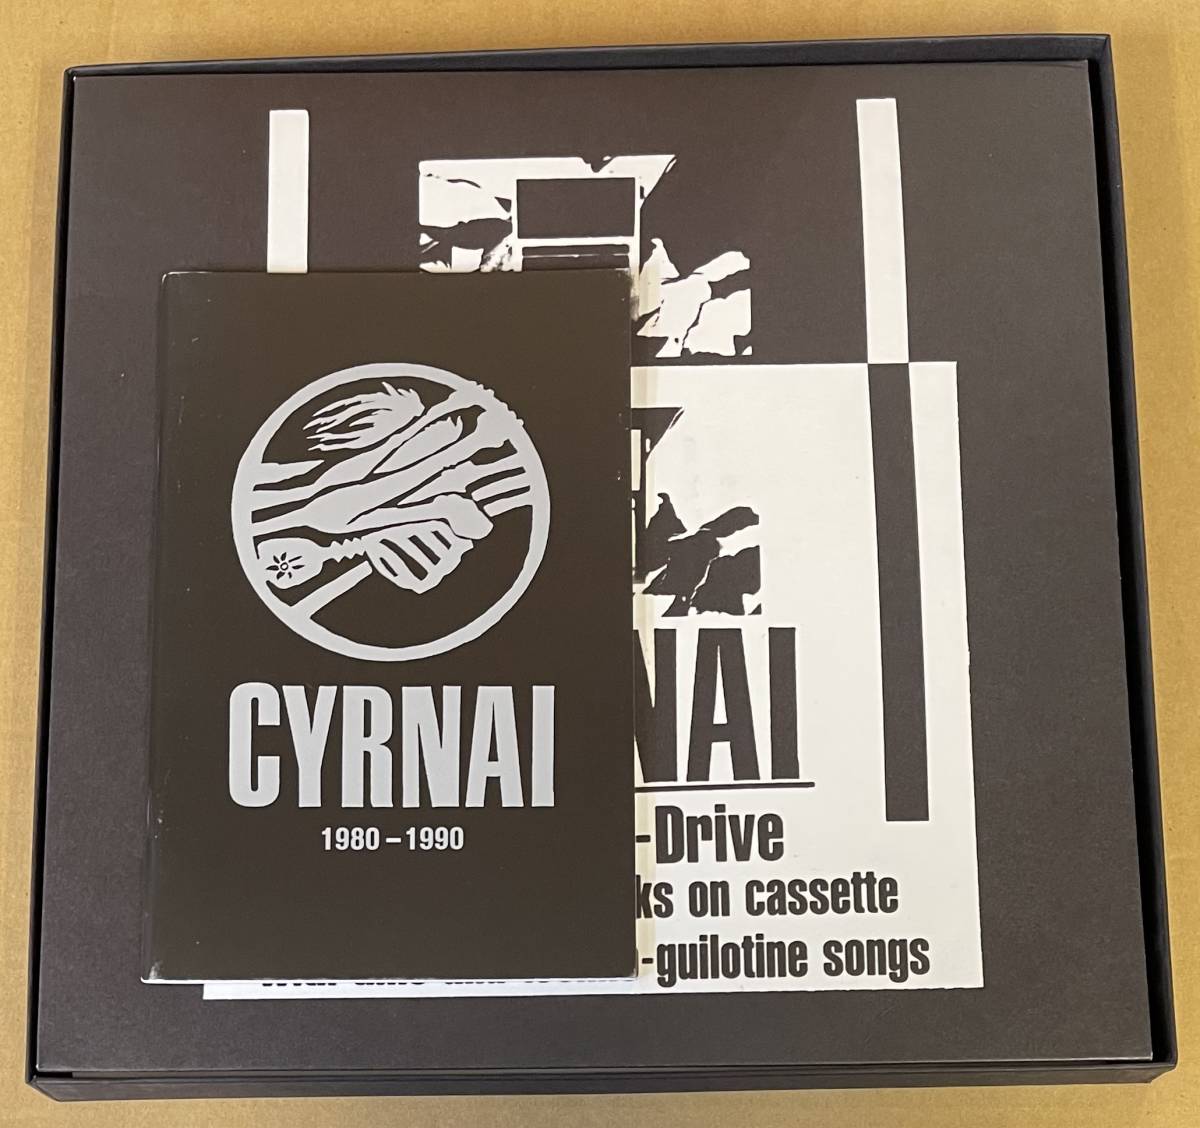 CYRNAI
1980–1990
NAI
-Drive
ks on cassette
-guilotine songs